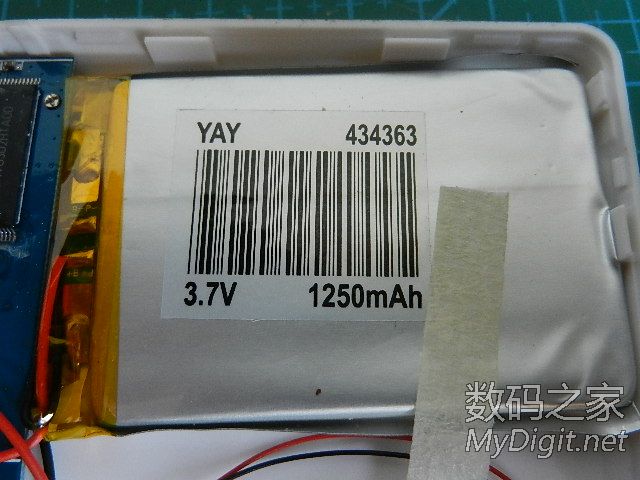 YAY 434363
3.7V 1250mAh
数码之家
MyDigit.net